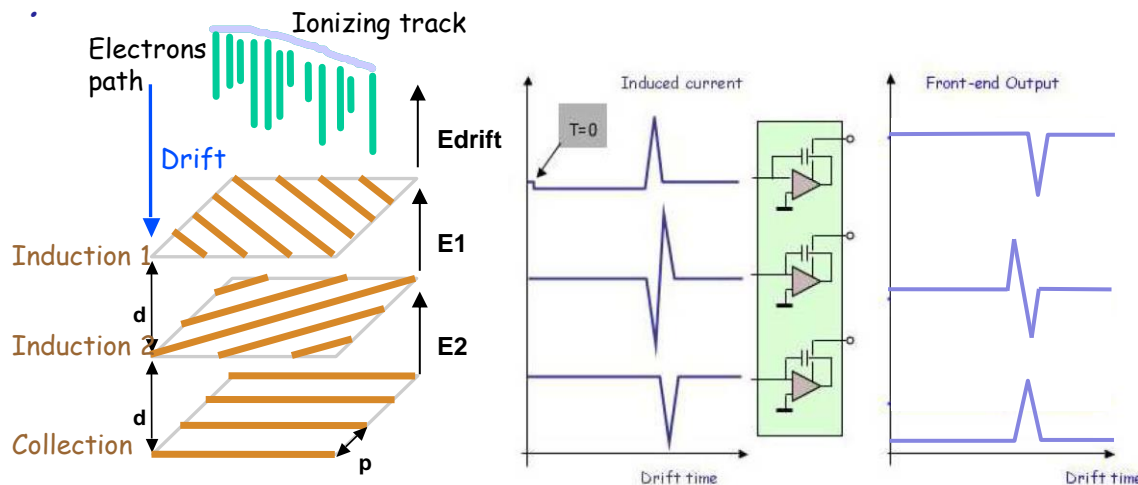 Ionizing track
Electrons
path
Edrift
Drift
Induction 1
E1
d
Induction 2
E2
d
Collection
p
Induced current
T=0
Drift time
Front-end Output
Drift time